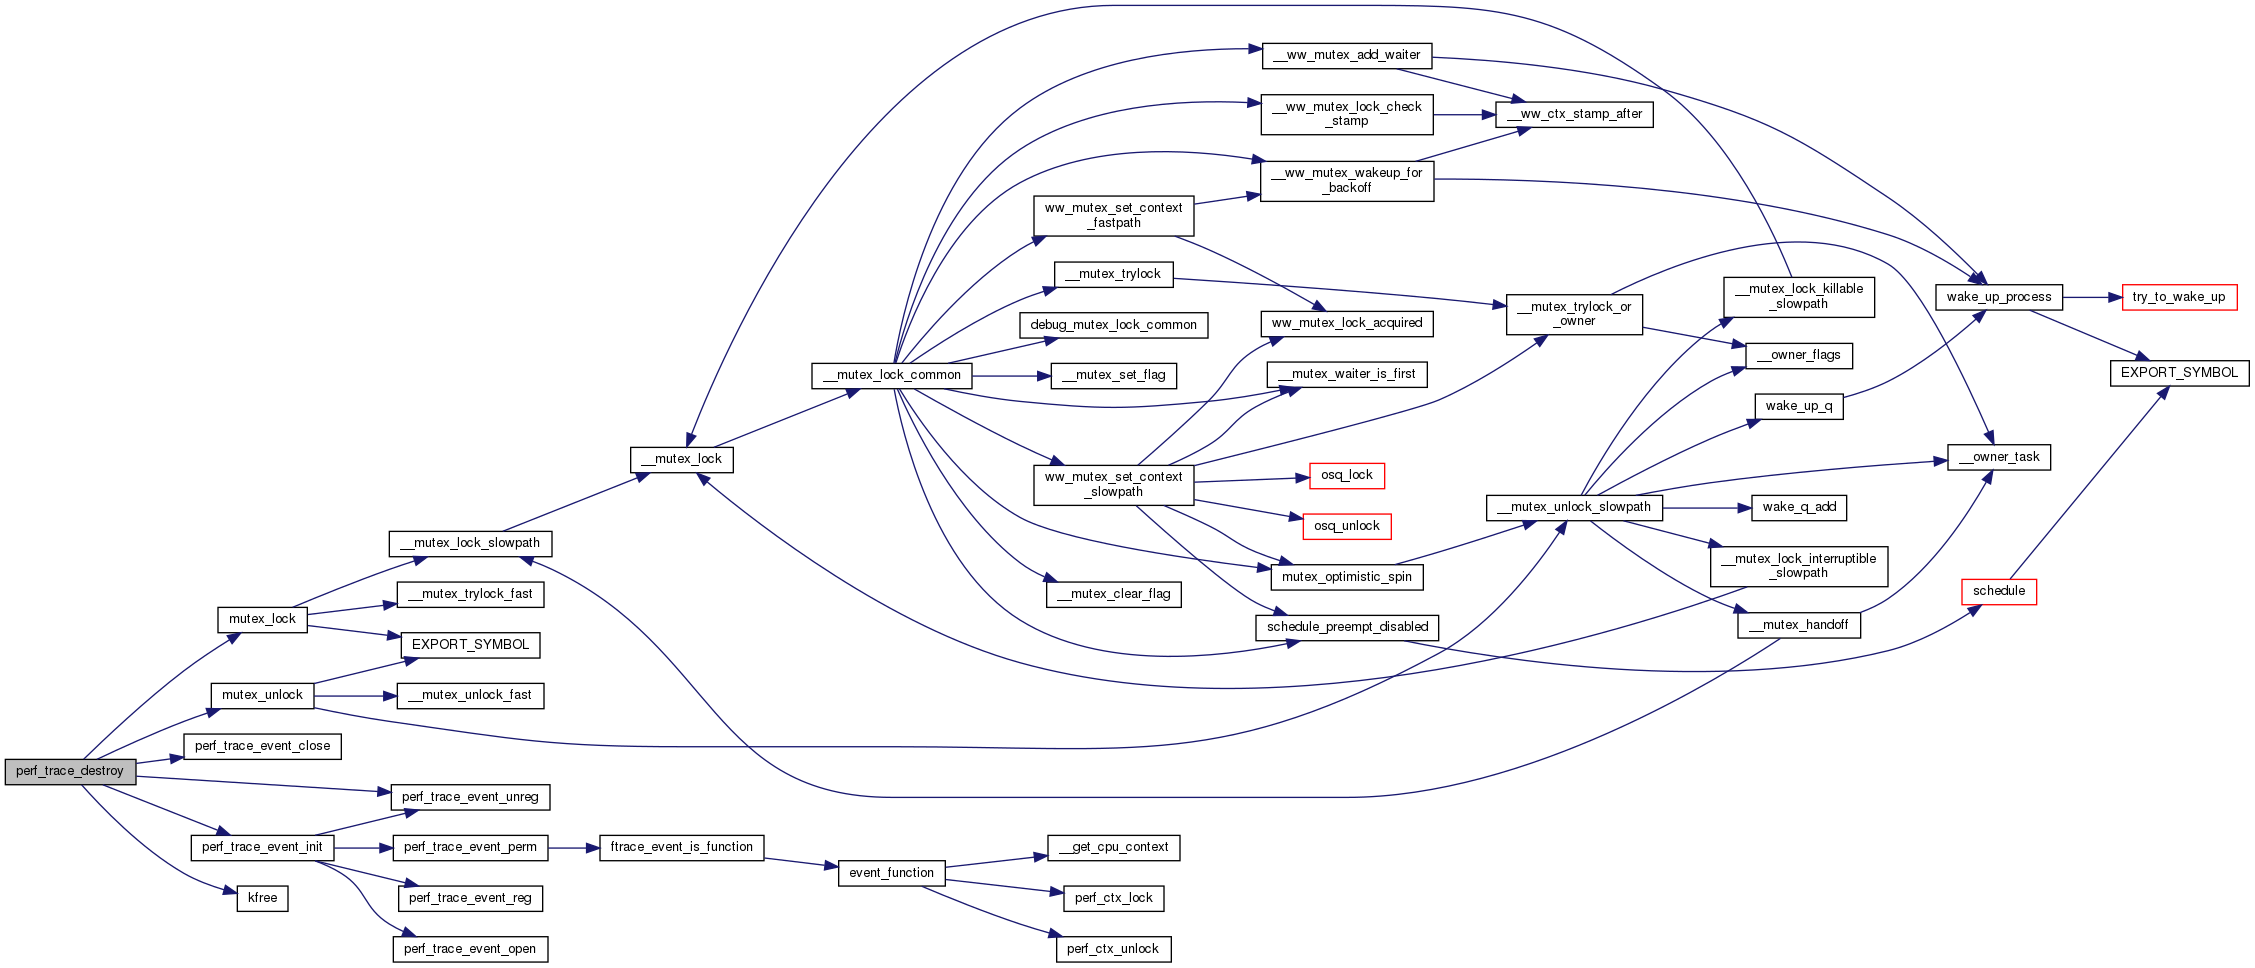 __ww_mutex_add_waiter
__ww_mutex_lock_check
_stamp
__ww_ctx_stamp_after
__ww_mutex_wakeup_for
_backoff
ww_mutex_set_context
_fastpath
__mutex_trylock
debug_mutex_lock_common
__mutex_lock_common
__mutex_set_flag
ww_mutex_lock_acquired
__mutex_waiter_is_first
__mutex_trylock_or
_owner
__mutex_lock_killable
_slowpath
__owner_flags
wake_up_process
try_to_wake_up
EXPORT_SYMBOL
wake_up_q
__owner_task
__mutex_lock
ww_mutex_set_context
_slowpath
osq_lock
osq_unlock
__mutex_unlock_slowpath
wake_q_add
__mutex_lock_interruptible
_slowpath
__mutex_handoff
schedule
mutex_optimistic_spin
__mutex_clear_flag
schedule_preempt_disabled
__mutex_lock_slowpath
__mutex_trylock_fast
mutex_lock
EXPORT_SYMBOL
mutex_unlock
__mutex_unlock_fast
perf_trace_event_close
perf_trace_destroy
perf_trace_event_unreg
perf_trace_event_init
perf_trace_event_perm
ftrace_event_is_function
event_function
__get_cpu_context
kfree
perf_trace_event_reg
perf_ctx_lock
perf_trace_event_open
perf_ctx_unlock